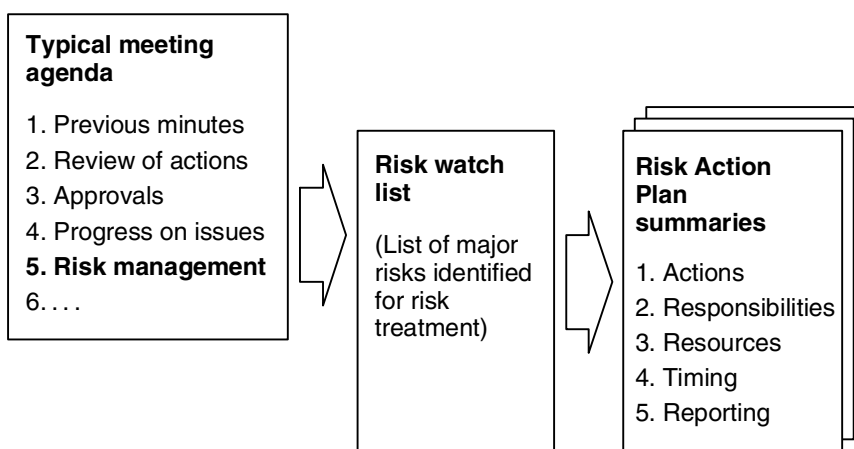 Typical meeting
agenda
1. Previous minutes
2. Review of actions
3. Approvals
4. Progress on issues
5. Risk management
6. . . .
Risk watch
list
(List of major
risks identified
for risk
treatment)
Risk Action
Plan
summaries
1. Actions
2. Responsibilities
3. Resources
4. Timing
5. Reporting